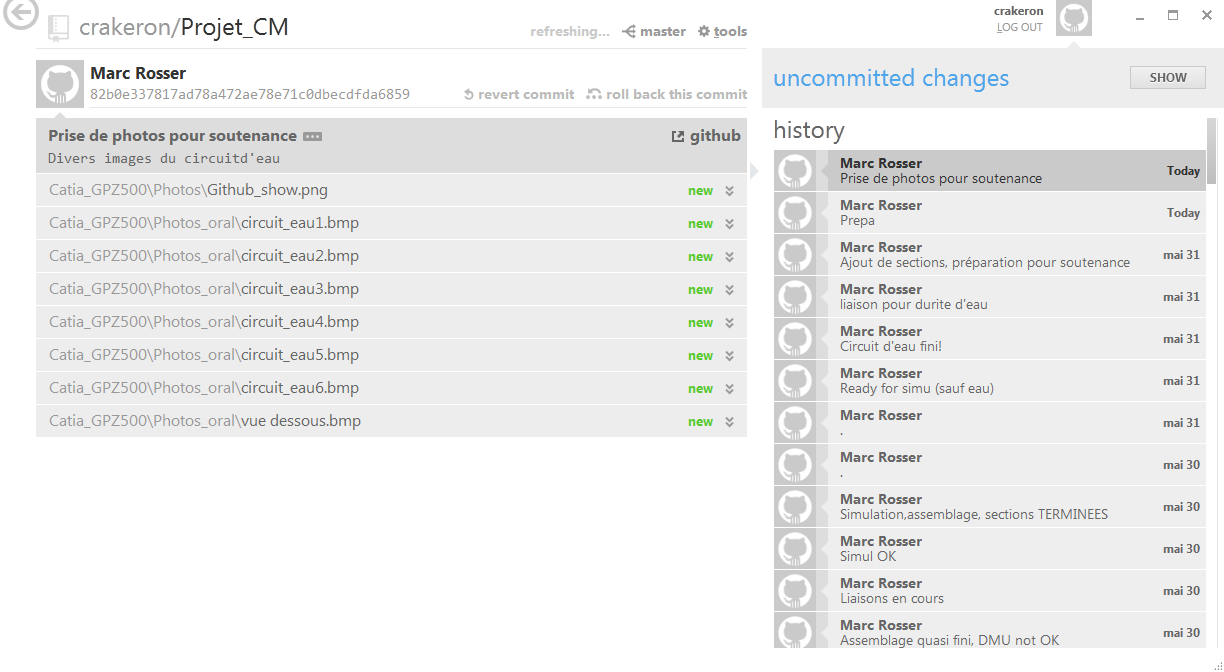 crakeron/Projet_CM
refreshing... master tools
crakeron
LOG OUT
Marc Rosser
82b0e337817ad78a472ae78e71c0dbecdfda6859
revert commit roll back this commit
Prise de photos pour soutenance
github
Divers images du circuitd'eau
Catia_GPZ500\Photos\Github_show.png new
Catia_GPZ500\Photos_oral\circuit_eau1.bmp new
Catia_GPZ500\Photos_oral\circuit_eau2.bmp new
Catia_GPZ500\Photos_oral\circuit_eau3.bmp new
Catia_GPZ500\Photos_oral\circuit_eau4.bmp new
Catia_GPZ500\Photos_oral\circuit_eau5.bmp new
Catia_GPZ500\Photos_oral\circuit_eau6.bmp new
Catia_GPZ500\Photos_oral\vue dessous.bmp new
uncommitted changes SHOW
history
Marc Rosser
Prise de photos pour soutenance Today
Marc Rosser
Prepa Today
Marc Rosser
Ajout de sections, préparation pour soutenance mai 31
Marc Rosser
liaison pour durite d'eau mai 31
Marc Rosser
Circuit d'eau fini! mai 31
Marc Rosser
Ready for simu (sauf eau) mai 31
Marc Rosser
. mai 31
Marc Rosser
. mai 30
Marc Rosser
Simulation,assemblage, sections TERMINEES mai 30
Marc Rosser
Simul OK mai 30
Marc Rosser
Liaisons en cours mai 30
Marc Rosser
Assemblage quasi fini, DMU not OK mai 30